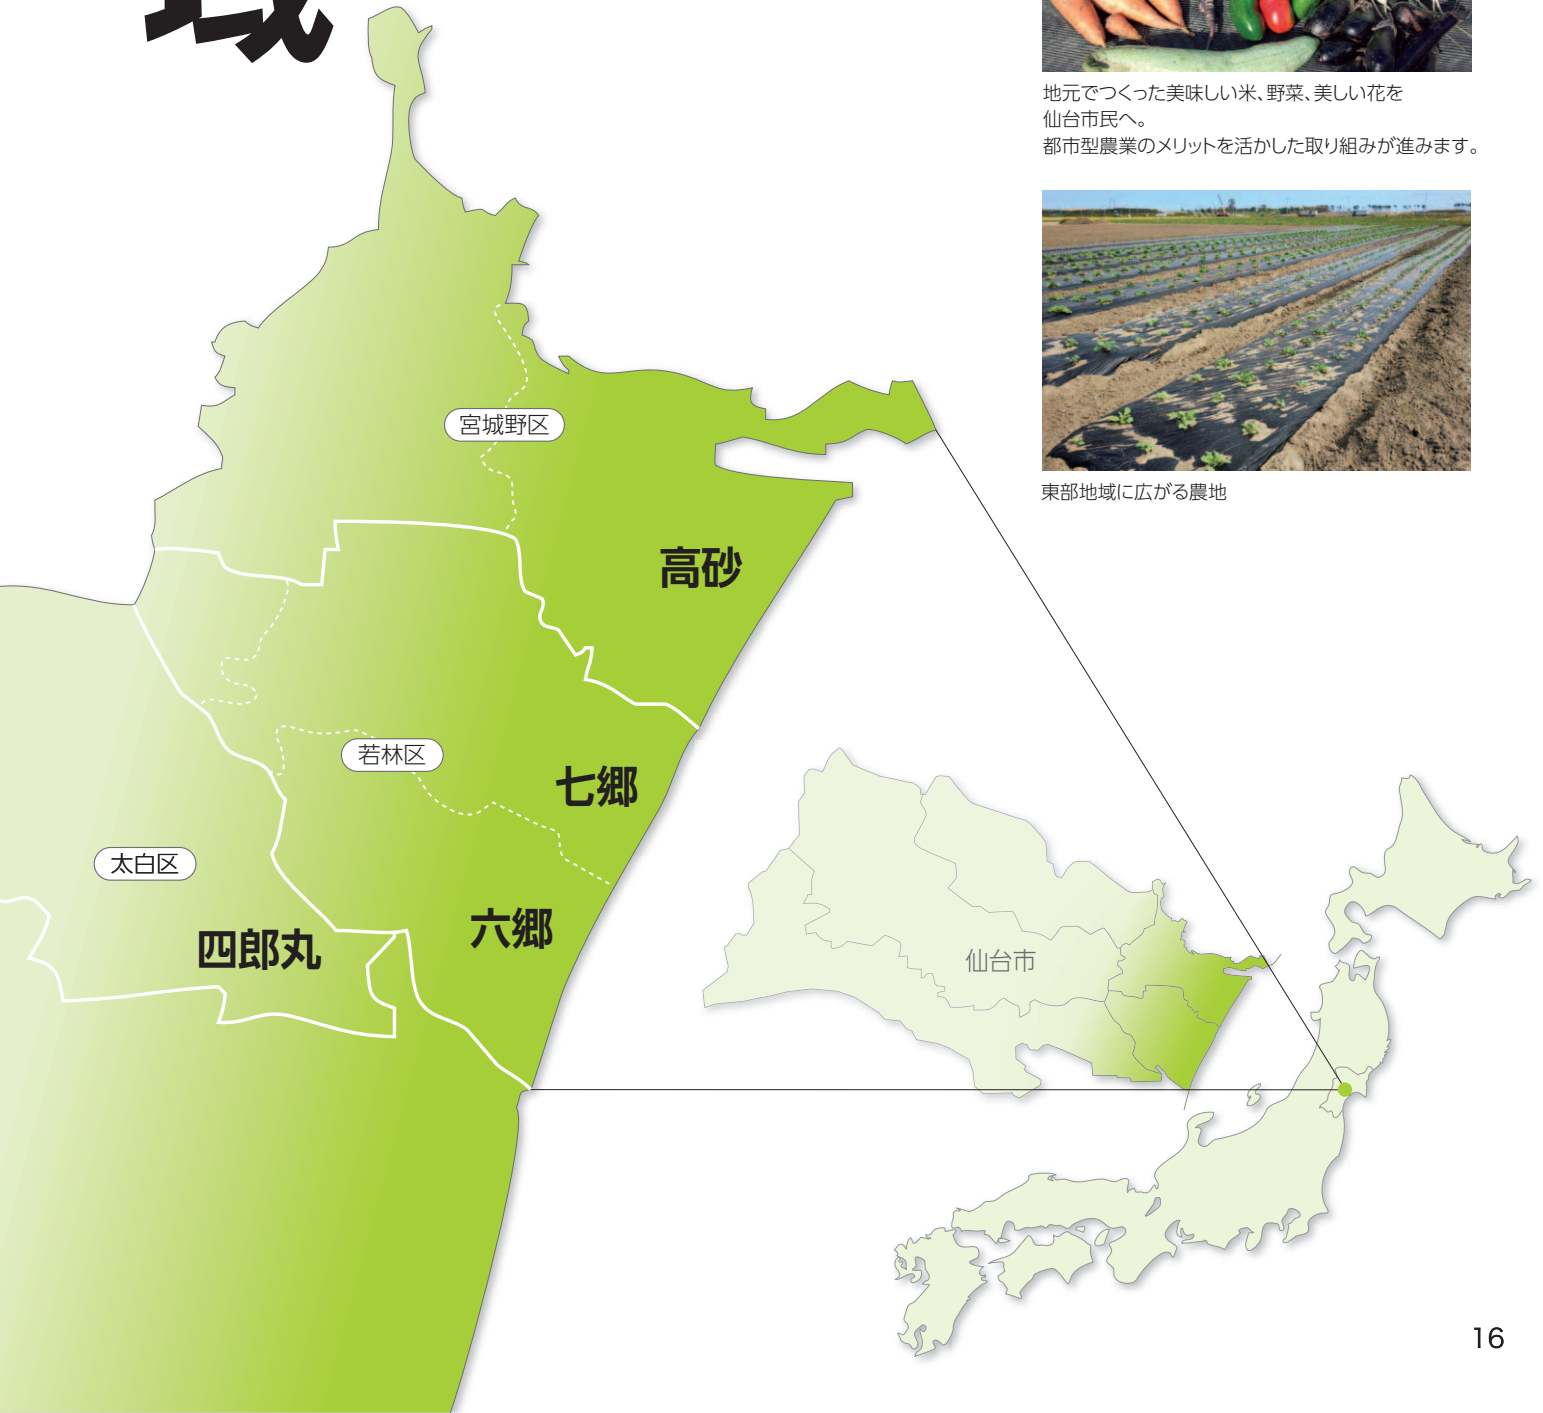 域
地元でつくった美味しい米、野菜、美しい花を
仙台市民へ。
都市型農業のメリットを活かした取り組みが進みます。
東部地域に広がる農地
宮城野区
高砂
若林区
七郷
太白区
六郷
四郎丸
仙台市
16